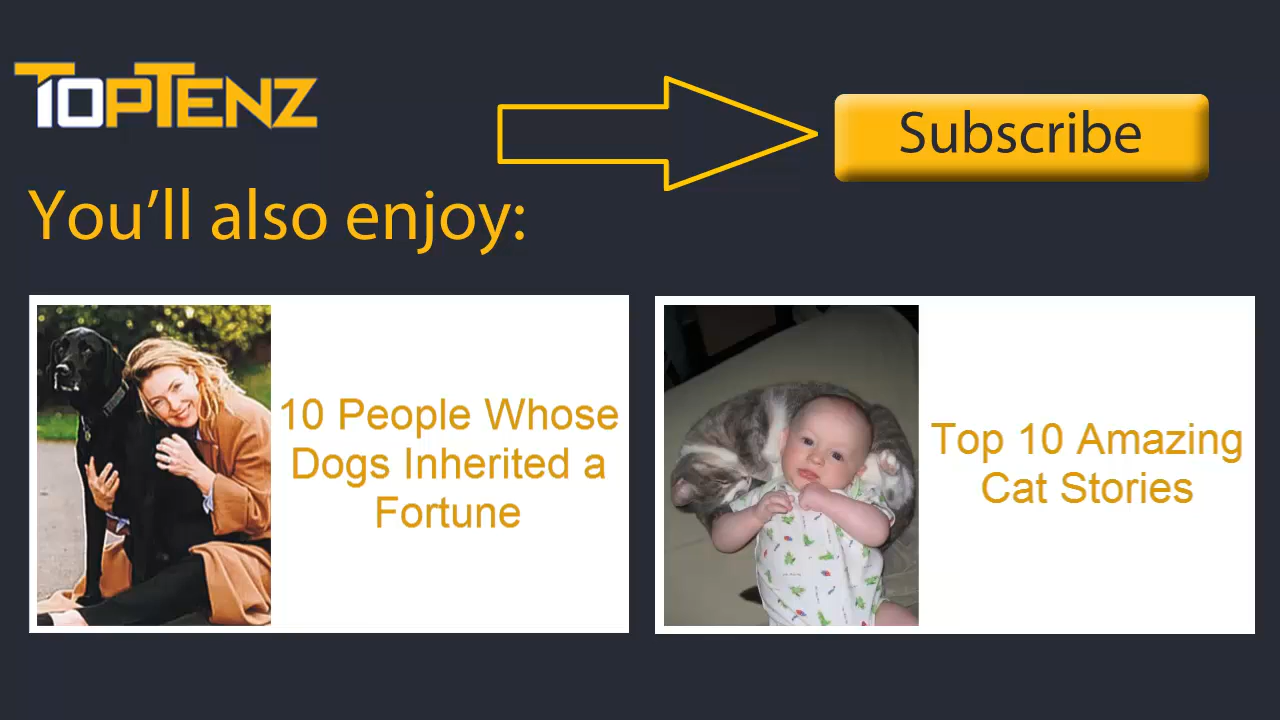 TopTenz
Subscribe
You'll also enjoy:
10 People Whose
Dogs Inherited a
Fortune
Top 10 Amazing
Cat Stories